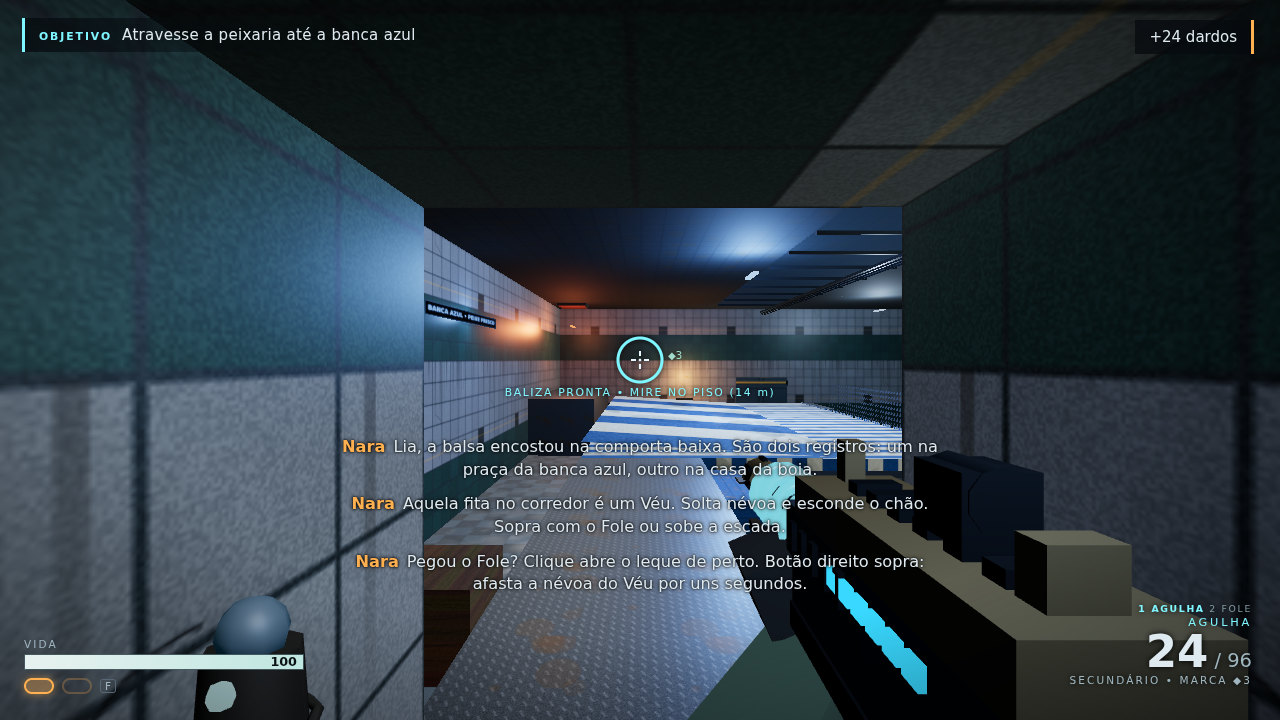 OBJETIVO Atravesse a peixaria até a banca azul
+24 dardos
BANCA AZUL • PEIXE FRESCO
◆3
BALIZA PRONTA • MIRE NO PISO (14 m)
Nara Lia, a balsa encostou na comporta baixa. São dois registros: um na
praça da banca azul, outro na casa da boia.
Nara Aquela fita no corredor é um Véu. Solta névoa e esconde o chão.
Sopra com o Fole ou sobe a escada.
Nara Pegou o Fole? Clique abre o leque de perto. Botão direito sopra:
afasta a névoa do Véu por uns segundos.
VIDA
100
F
1 AGULHA 2 FOLE
AGULHA
24 / 96
SECUNDÁRIO • MARCA ◆3